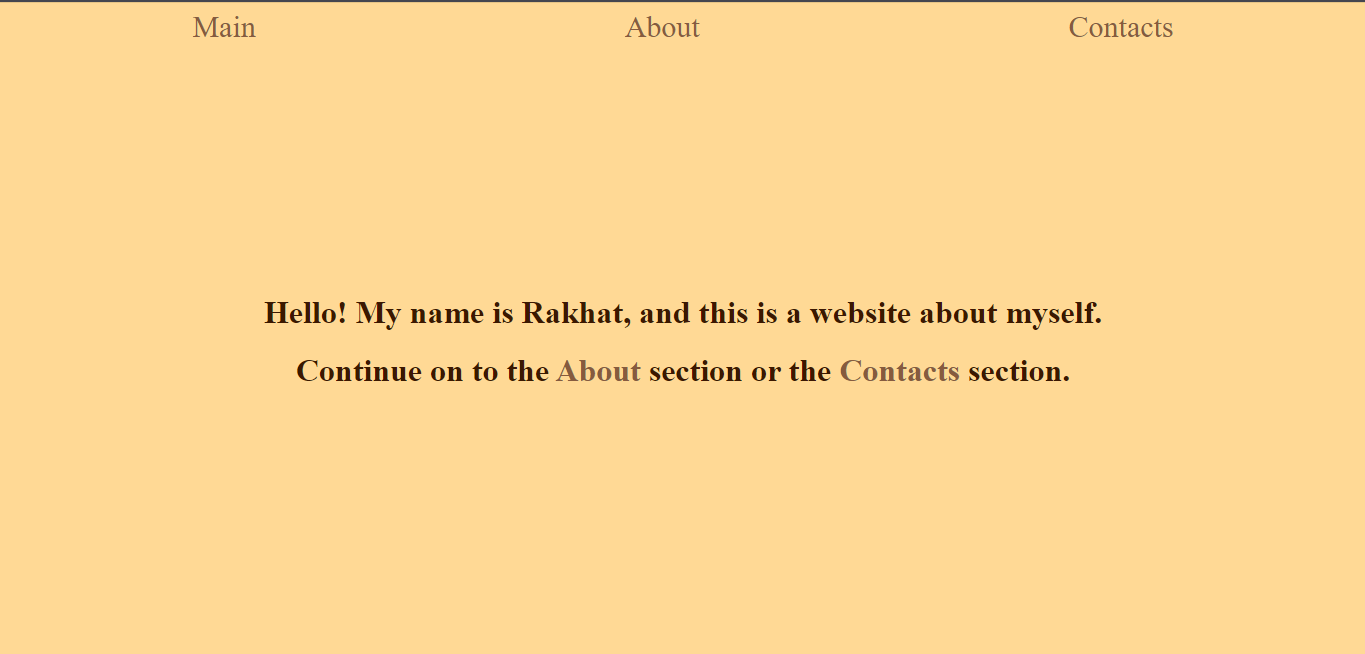 Main About Contacts
Hello! My name is Rakhat, and this is a website about myself.
Continue on to the About section or the Contacts section.